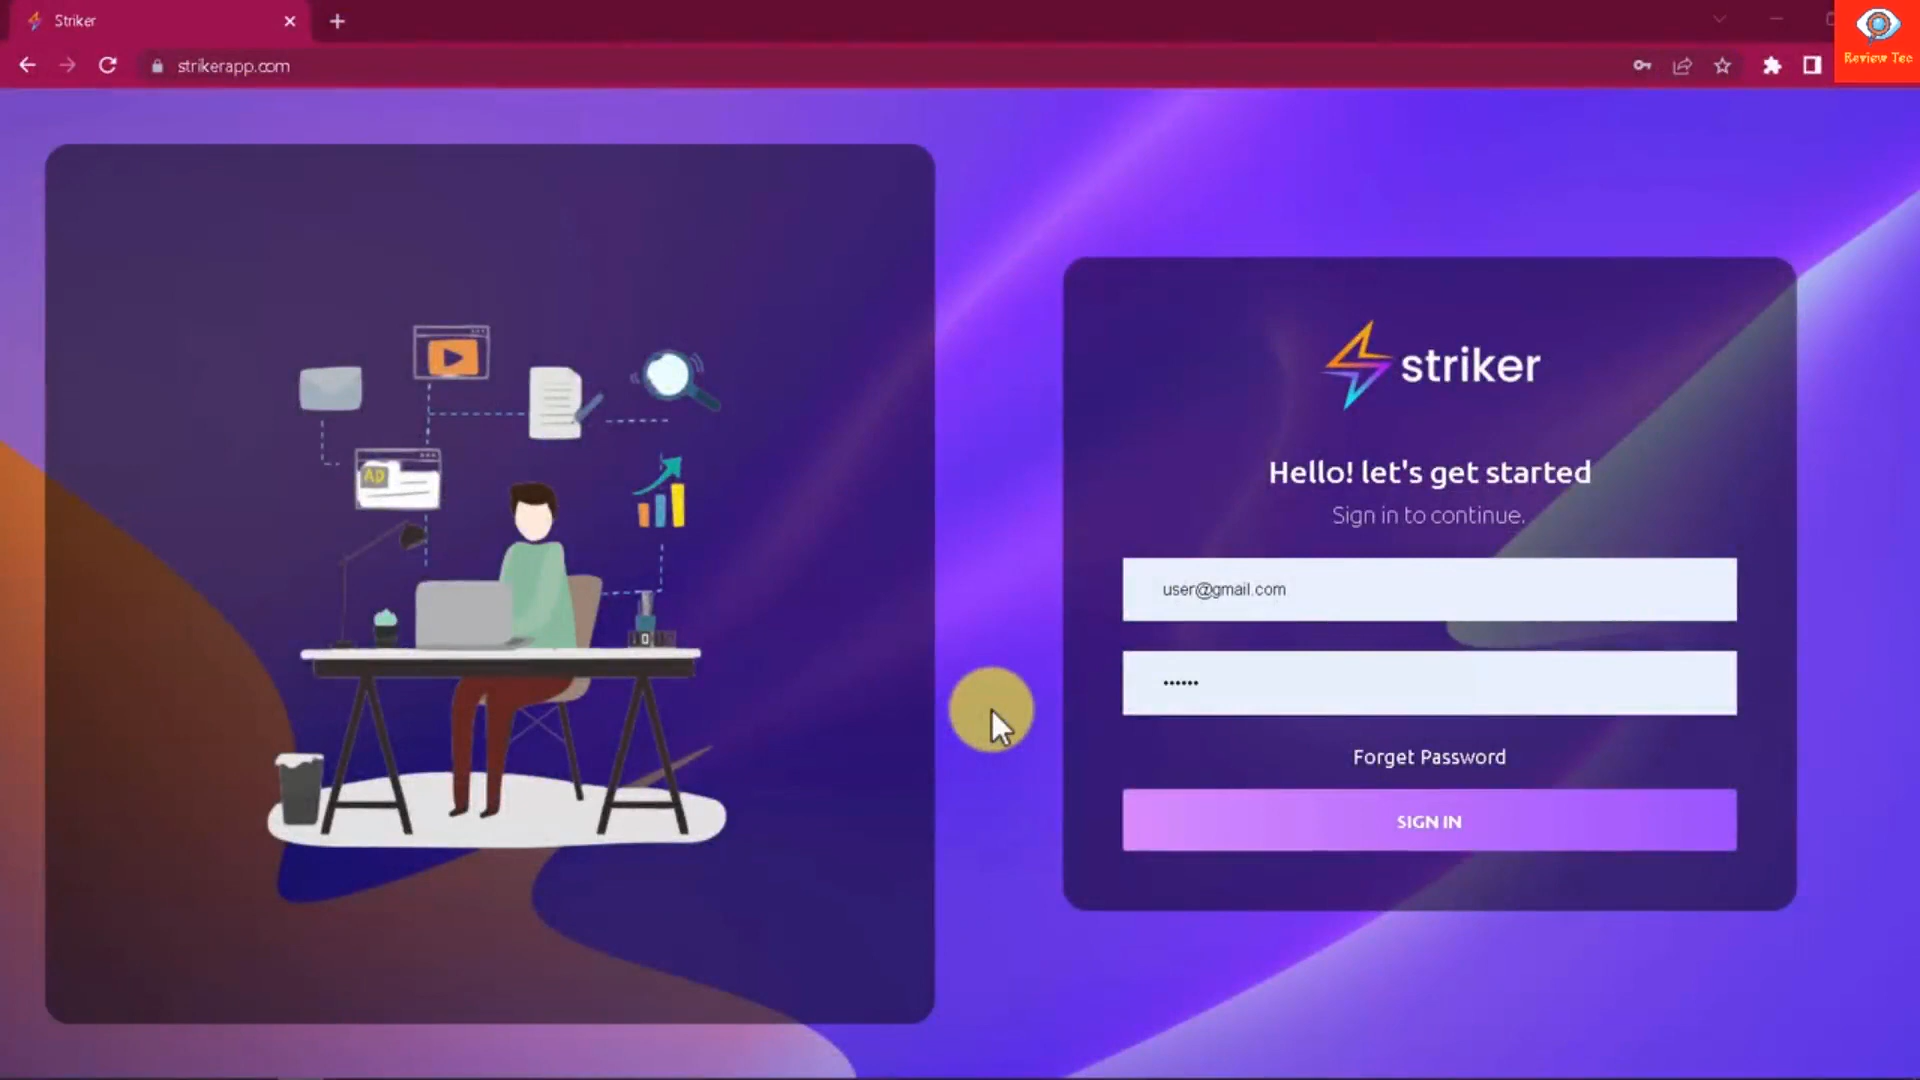 Striker
strikerapp.com
Review Tec
AD
striker
Hello! let's get started
Sign in to continue.
user@gmail.com
••••••
Forget Password
SIGN IN